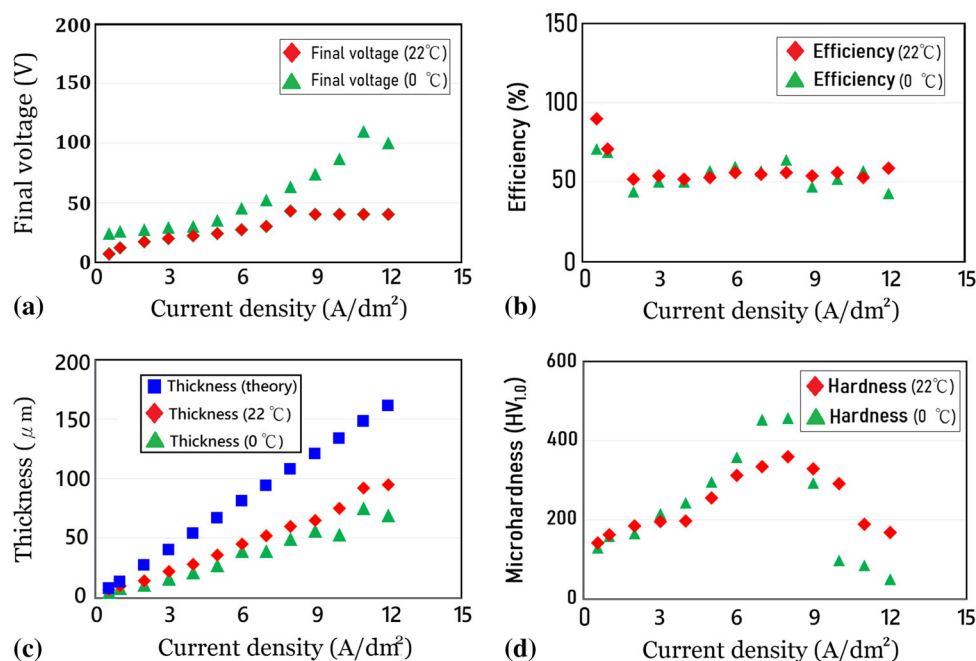 200
150
100
50
0
Final voltage (V)
Final voltage (22℃)
Final voltage (0 ℃)
0
3
6
9
12
15
(a)
Current density (A/dm²)
150
100
50
0
Efficiency (%)
Efficiency (22℃)
Efficiency (0 ℃)
0
3
6
9
12
15
(b)
Current density (A/dm²)
200
150
100
50
0
Thickness (μm)
Thickness (theory)
Thickness (22 ℃)
Thickness (0 ℃)
0
3
6
9
12
15
(c)
Current density (A/dm²)
600
400
200
0
Microhardness (HV1.0)
Hardness (22℃)
Hardness (0 ℃)
0
3
6
9
12
15
(d)
Current density (A/dm²)